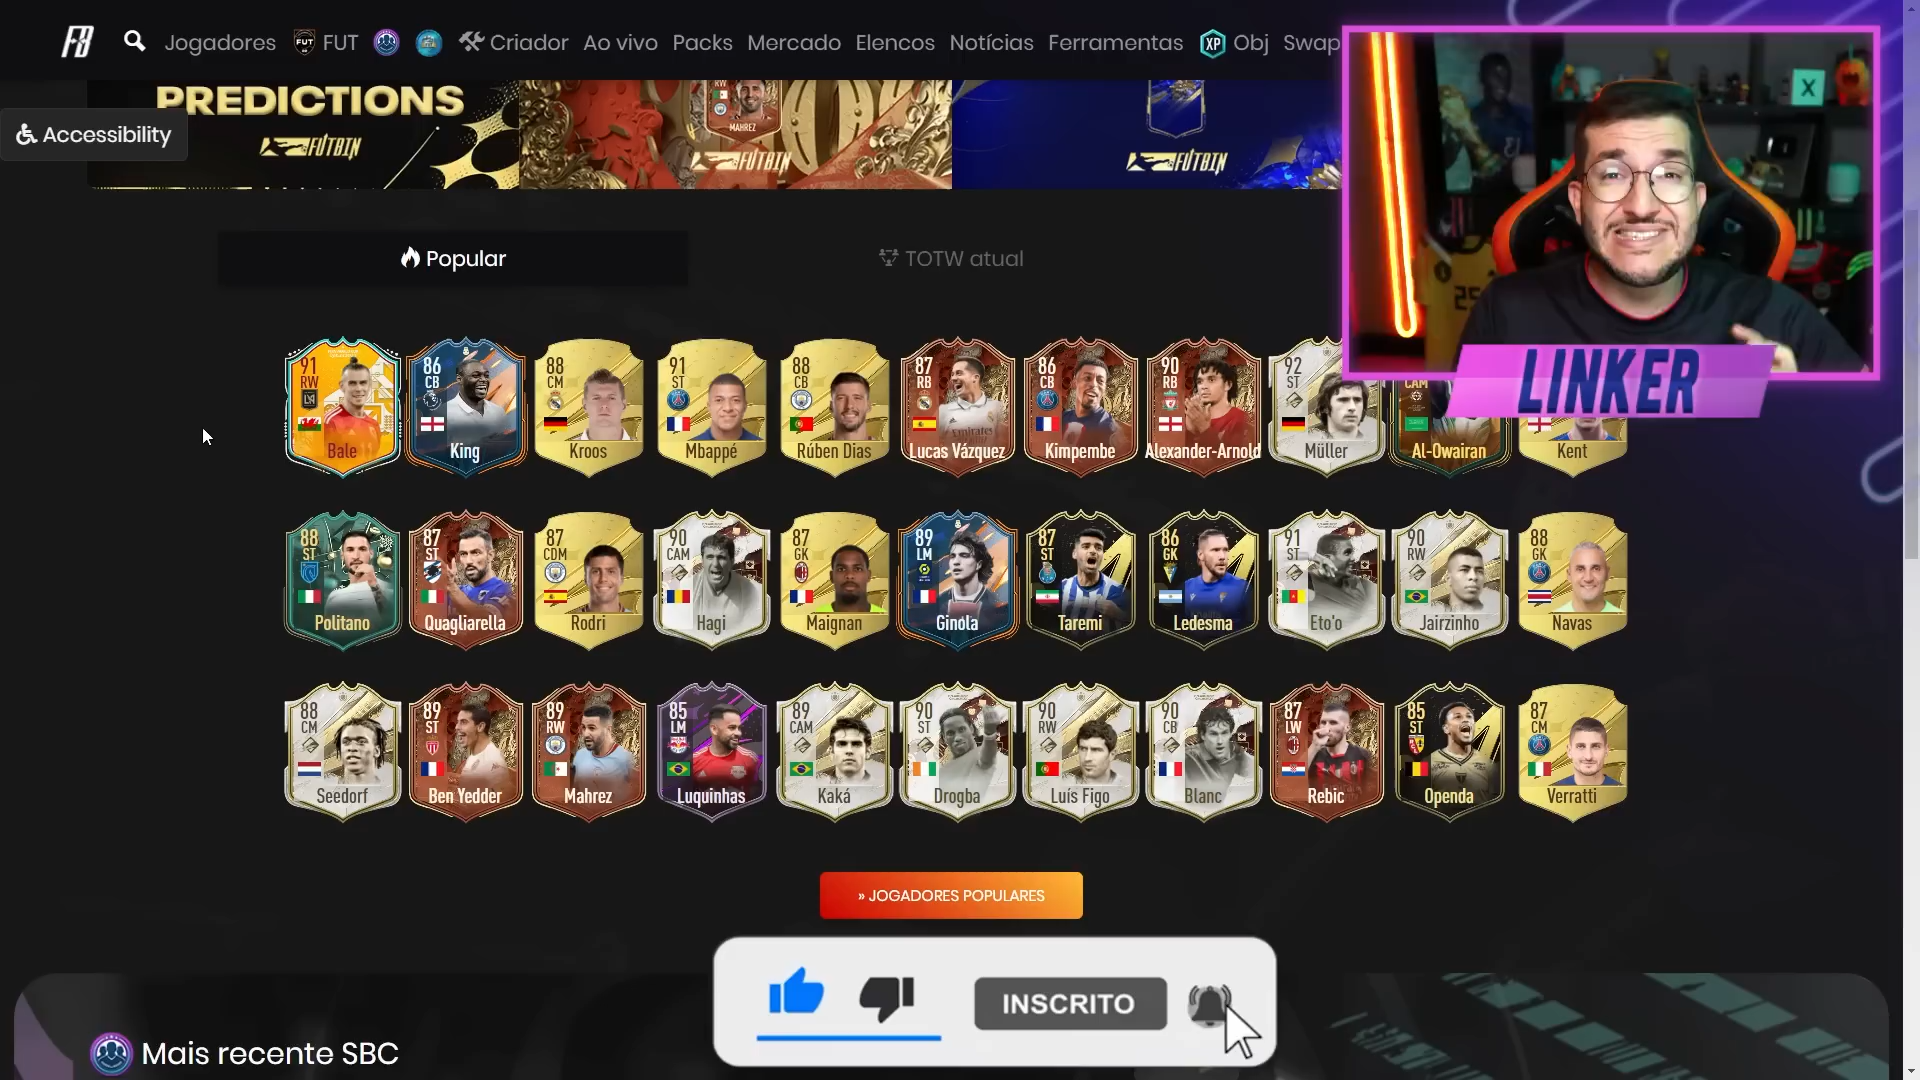 Jogadores FUT Criador Ao vivo Packs Mercado Elencos Notícias Ferramentas XP Obj Swap
PREDICTIONS
FUTBIN
RW
MAHREZ
FUTBIN
FUTBIN
Accessibility
X
Popular
TOTW atual
LINKER
91 RW Bale
86 CB King
88 CM Kroos
91 ST Mbappé
88 CB Rúben Dias
87 RB Lucas Vázquez
86 CB Kimpembe
90 RB Alexander-Arnold
92 ST Müller
CAM Al-Owairan
Kent
88 ST Politano
87 ST Quagliarella
87 CDM Rodri
90 CAM Hagi
87 GK Maignan
89 LM Ginola
87 ST Taremi
86 GK Ledesma
91 ST Eto'o
90 RW Jairzinho
88 GK Navas
88 CM Seedorf
89 ST Ben Yedder
89 RW Mahrez
85 LM Luquinhas
89 CAM Kaká
90 ST Drogba
90 RW Luís Figo
90 CB Blanc
87 LW Rebic
85 ST Openda
87 CM Verratti
» JOGADORES POPULARES
INSCRITO
Mais recente SBC